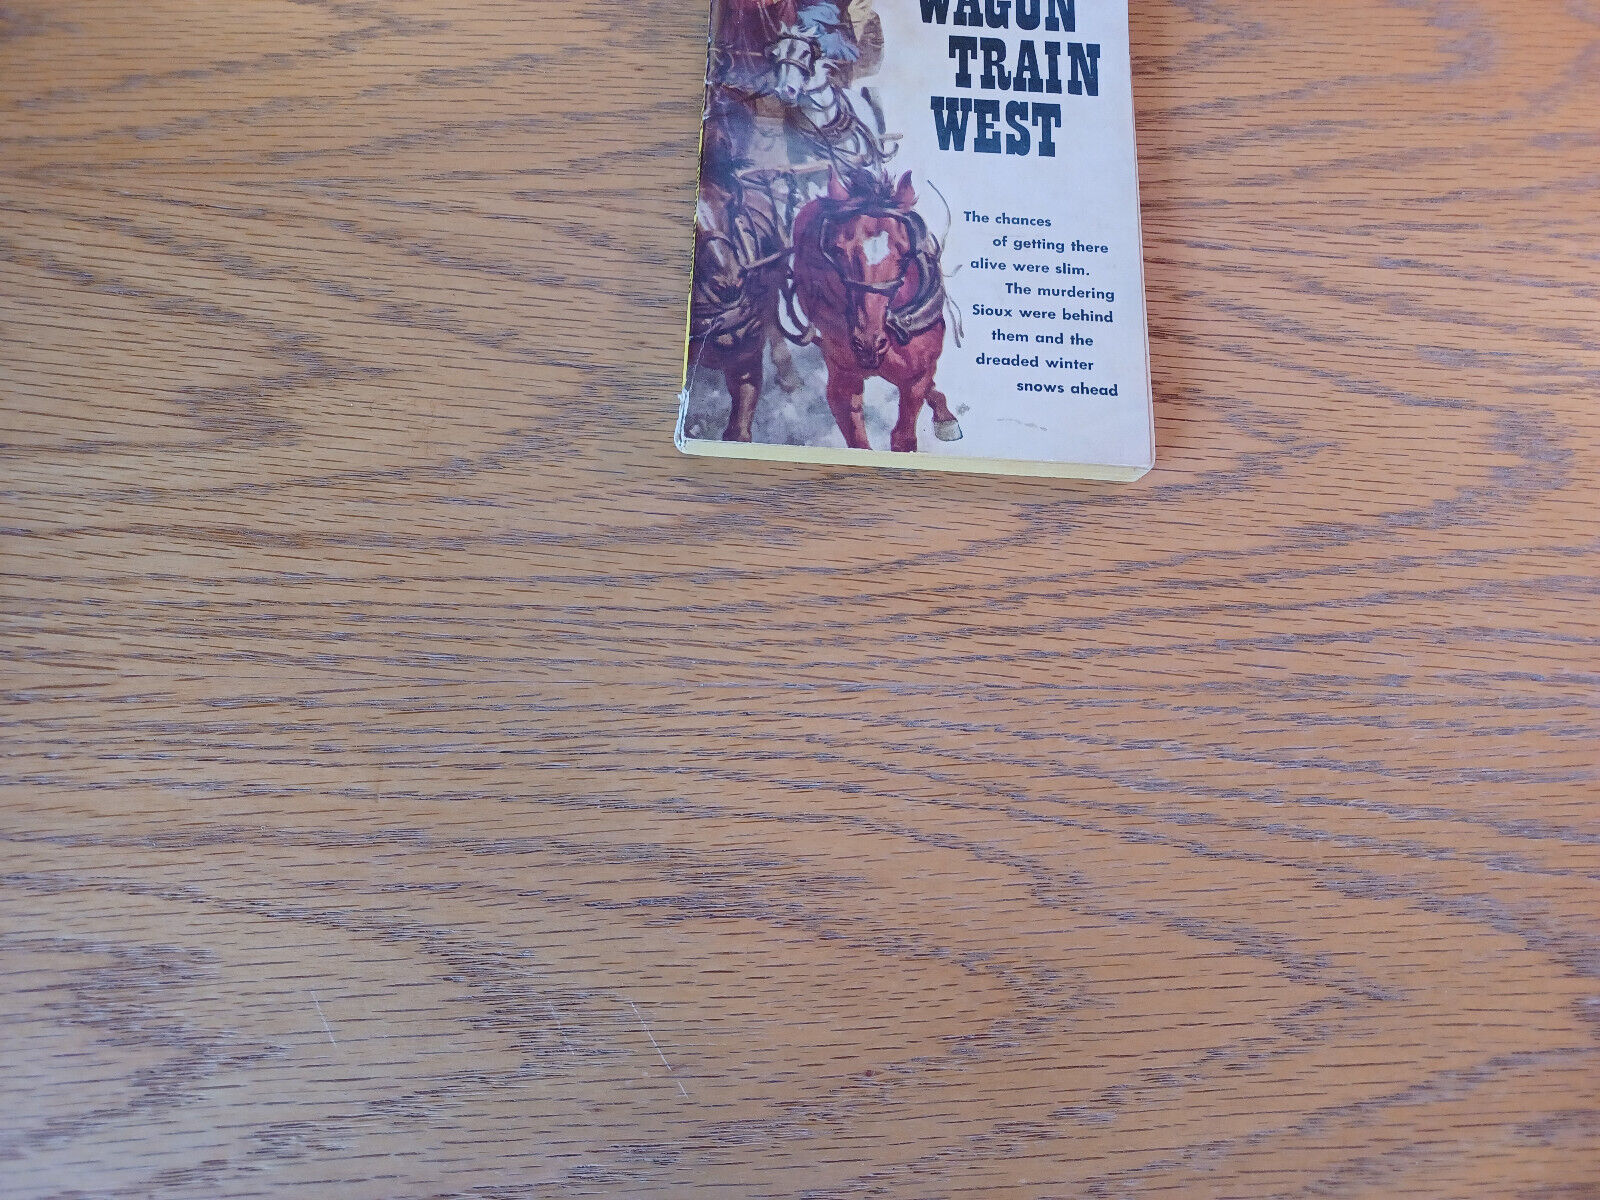 WAGON
TRAIN
WEST
The chances
of getting there
alive were slim.
The murdering
Sioux were behind
them and the
dreaded winter
snows ahead